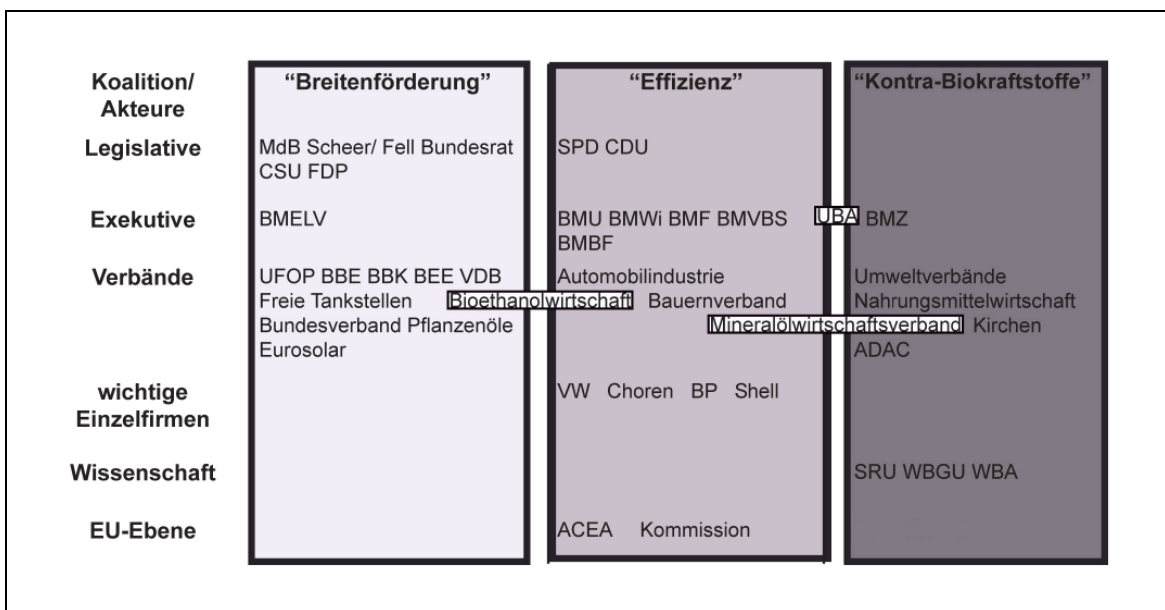 Koalition/ “Breitenförderung” “Effizienz” “Kontra-Biokraftstoffe”
Akteure
Legislative MdB Scheer/ Fell Bundesrat SPD CDU
CSU FDP
Exekutive BMELV BMU BMWi BMF BMVBS UBA BMZ
BMBF
Verbände UFOP BBE BBK BEE VDB Automobilindustrie Umweltverbände
Freie Tankstellen Bioethanolwirtschaft Bauernverband Nahrungsmittelwirtschaft
Bundesverband Pflanzenöle Mineralölwirtschaftsverband Kirchen
Eurosolar ADAC
wichtige VW Choren BP Shell
Einzelfirmen
Wissenschaft SRU WBGU WBA
EU-Ebene ACEA Kommission